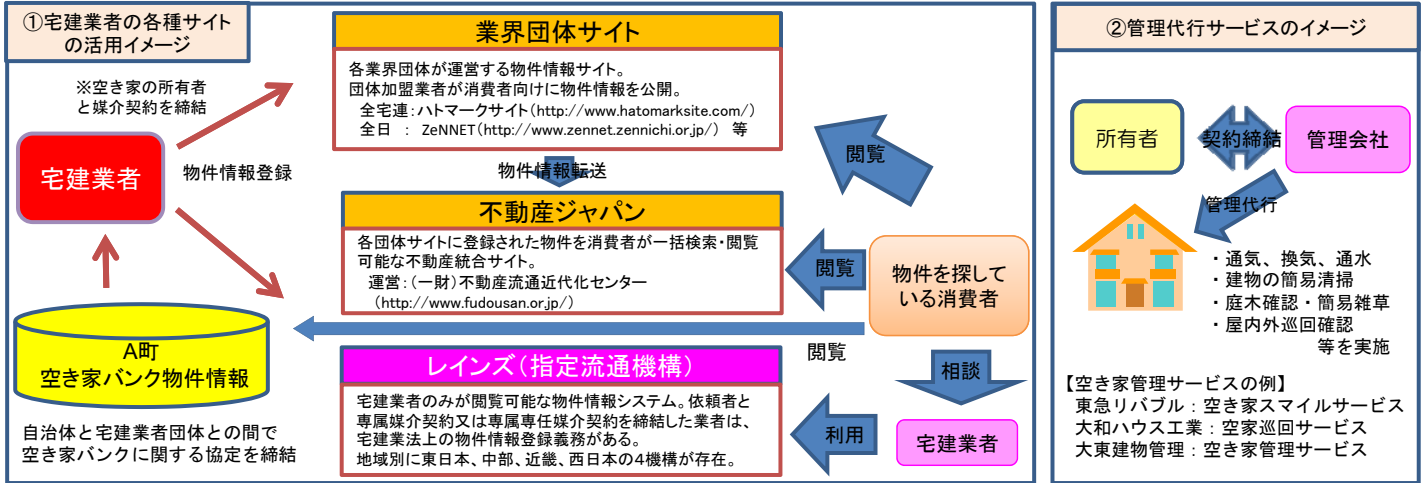 ①宅建業者の各種サイト
の活用イメージ
※空き家の所有者
と媒介契約を締結
宅建業者
物件情報登録
A町
空き家バンク物件情報
自治体と宅建業者団体との間で
空き家バンクに関する協定を締結
業界団体サイト
各業界団体が運営する物件情報サイト。
団体加盟業者が消費者向けに物件情報を公開。
全宅連：ハトマークサイト（http://www.hatomarksite.com/）
全日 ： ZeNNET（http://www.zennet.zennichi.or.jp/） 等
物件情報転送
不動産ジャパン
各団体サイトに登録された物件を消費者が一括検索・閲覧
可能な不動産統合サイト。
運営：（一財）不動産流通近代化センター
（http://www.fudousan.or.jp/）
レインズ（指定流通機構）
宅建業者のみが閲覧可能な物件情報システム。依頼者と
専属媒介契約又は専属専任媒介契約を締結した業者は、
宅建業法上の物件情報登録義務がある。
地域別に東日本、中部、近畿、西日本の４機構が存在。
閲覧
閲覧
閲覧
物件を探して
いる消費者
相談
利用
宅建業者
②管理代行サービスのイメージ
所有者
契約締結
管理会社
管理代行
・通気、換気、通水
・建物の簡易清掃
・庭木確認・簡易雑草
・屋内外巡回確認
等を実施
【空き家管理サービスの例】
東急リバブル：空き家スマイルサービス
大和ハウス工業：空家巡回サービス
大東建物管理：空き家管理サービス